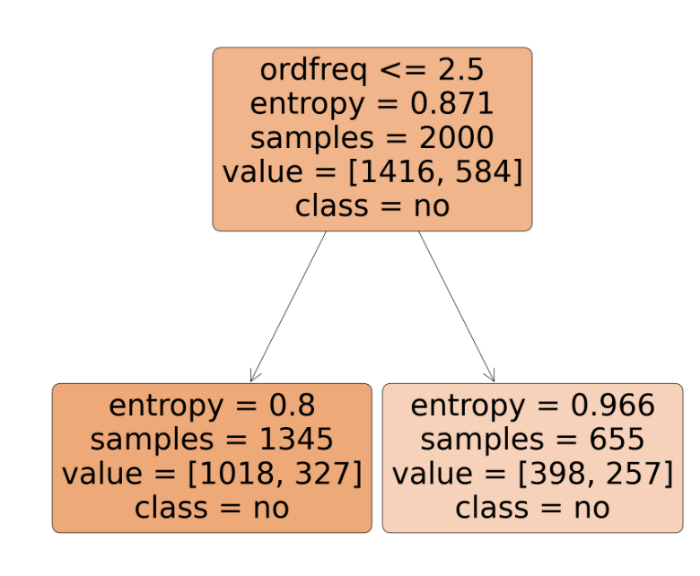 ordfreq <= 2.5
entropy = 0.871
samples = 2000
value = [1416, 584]
class = no
entropy = 0.8
samples = 1345
value = [1018, 327]
class = no
entropy = 0.966
samples = 655
value = [398, 257]
class = no